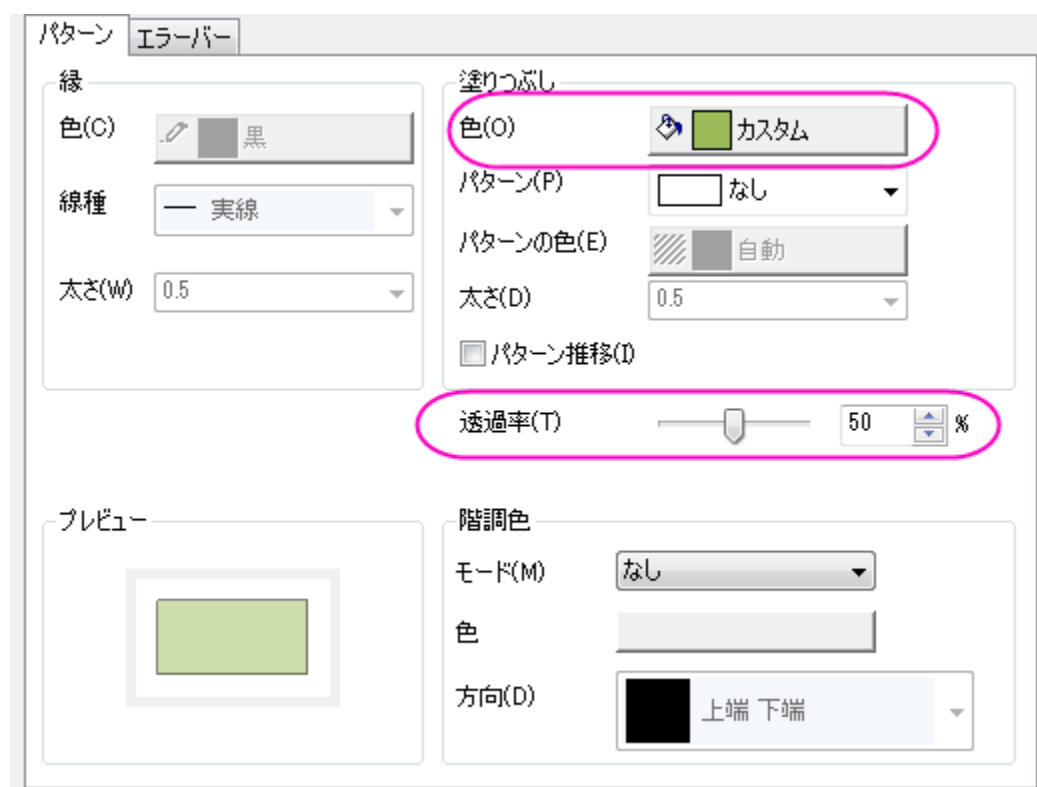 パターン エラーバー
縁
色(C) 黒
線種 実線
太さ(W) 0.5
塗りつぶし
色(O) カスタム
パターン(P) なし
パターンの色(E) 自動
太さ(D) 0.5
パターン推移(I)
透過率(T) 50 %
プレビュー
階調色
モード(M) なし
色
方向(D) 上端 下端